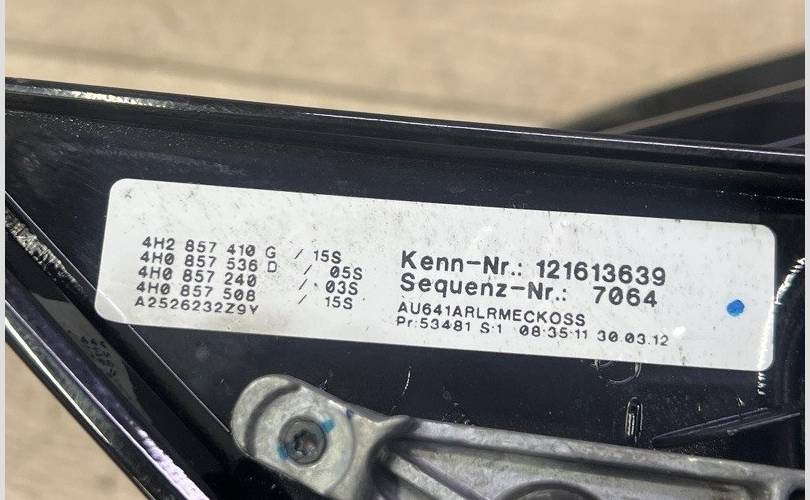 4H2 857 410 G / 15S
4H0 857 536 D / 05S
4H0 857 240 / 03S
4H0 857 508 / 15S
A2526232Z9Y
Kenn-Nr.: 121613639
Sequenz-Nr.: 7064
AU641ARLRMECKOSS
Pr:53481 S:1 08:35:11 30.03.12